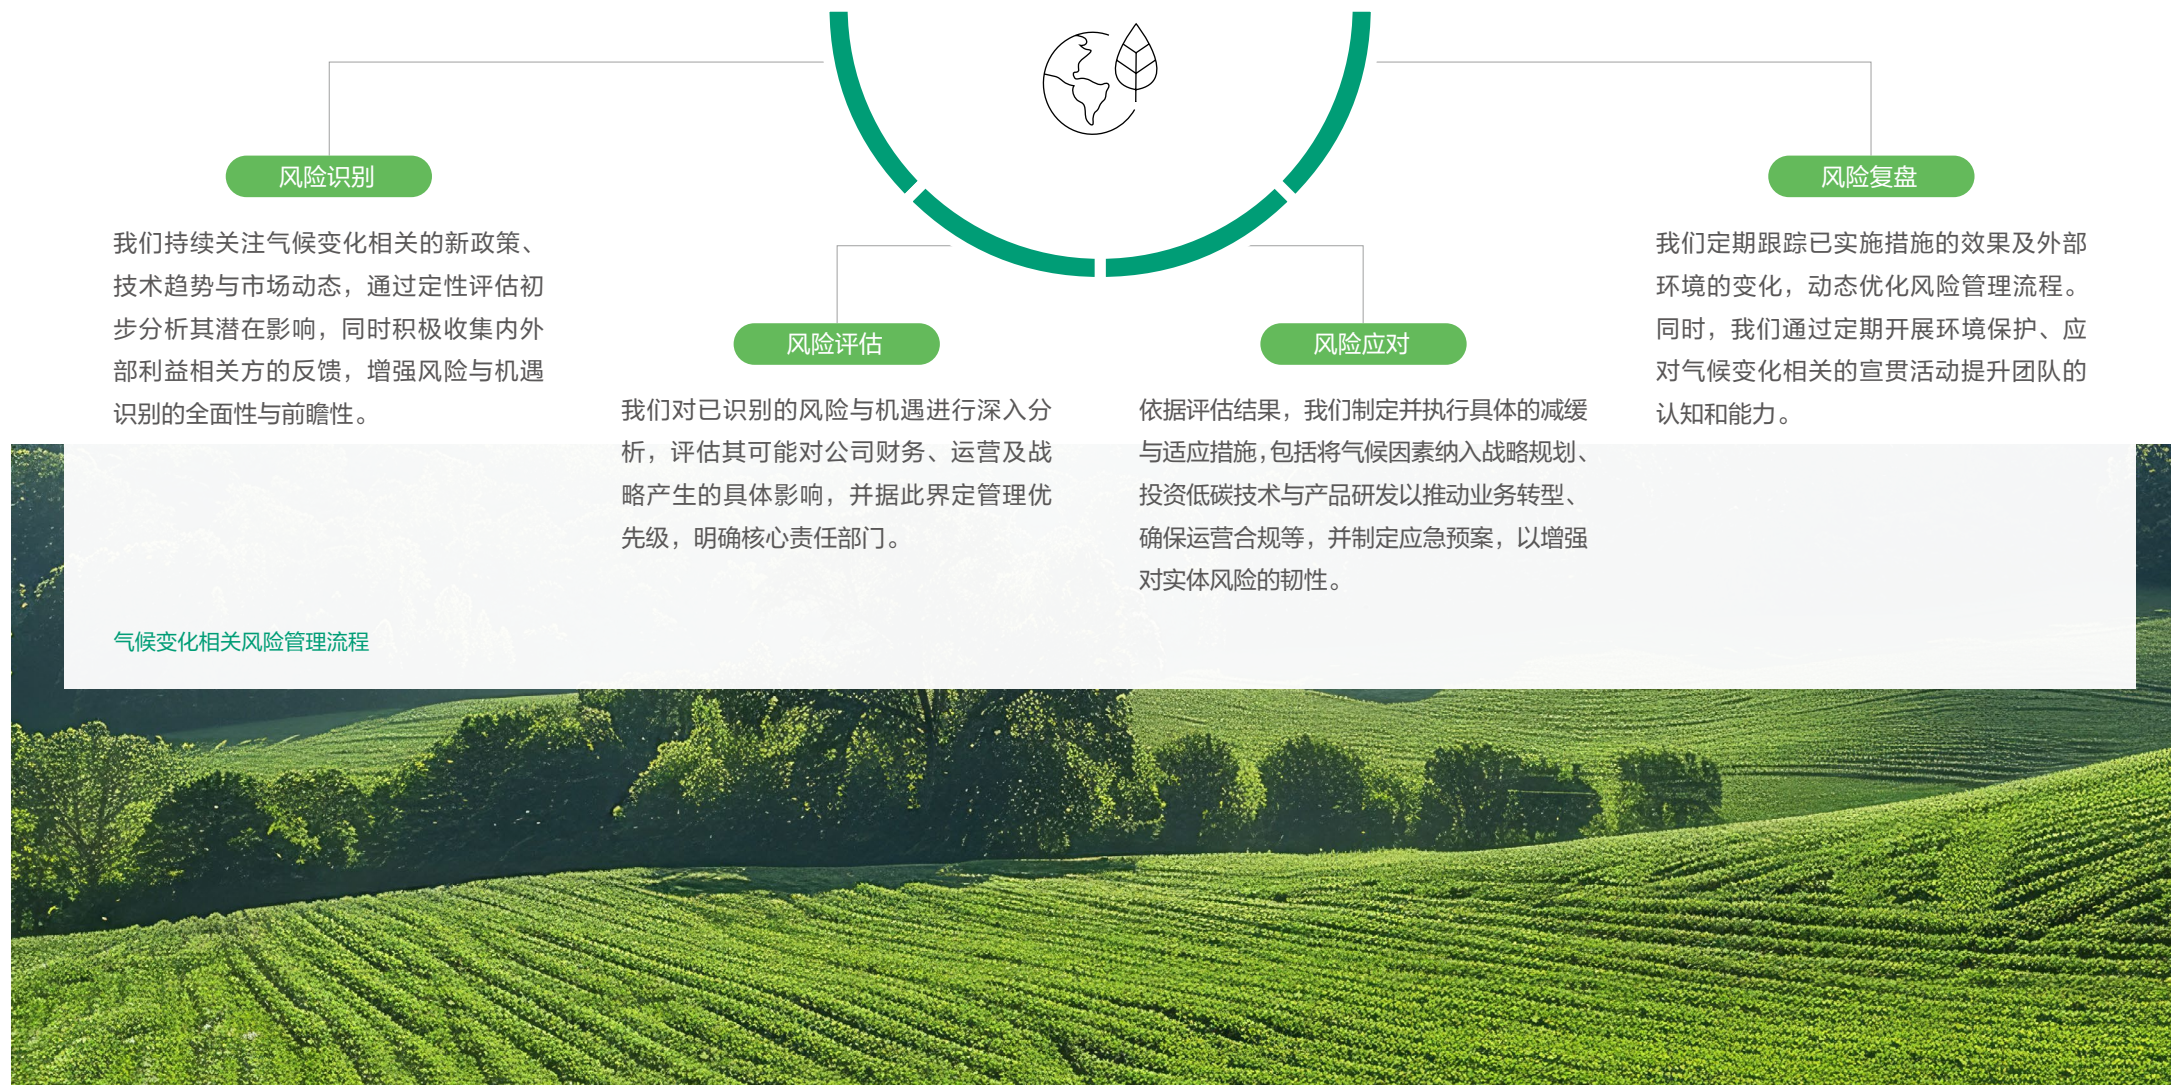 风险识别
我们持续关注气候变化相关的新政策、
技术趋势与市场动态，通过定性评估初
步分析其潜在影响，同时积极收集内外
部利益相关方的反馈，增强风险与机遇
识别的全面性与前瞻性。
风险评估
我们对已识别的风险与机遇进行深入分
析，评估其可能对公司财务、运营及战
略产生的具体影响，并据此界定管理优
先级，明确核心责任部门。
风险应对
依据评估结果，我们制定并执行具体的减缓
与适应措施，包括将气候因素纳入战略规划、
投资低碳技术与产品研发以推动业务转型、
确保运营合规等，并制定应急预案，以增强
对实体风险的韧性。
风险复盘
我们定期跟踪已实施措施的效果及外部
环境的变化，动态优化风险管理流程。
同时，我们通过定期开展环境保护、应
对气候变化相关的宣贯活动提升团队的
认知和能力。
气候变化相关风险管理流程